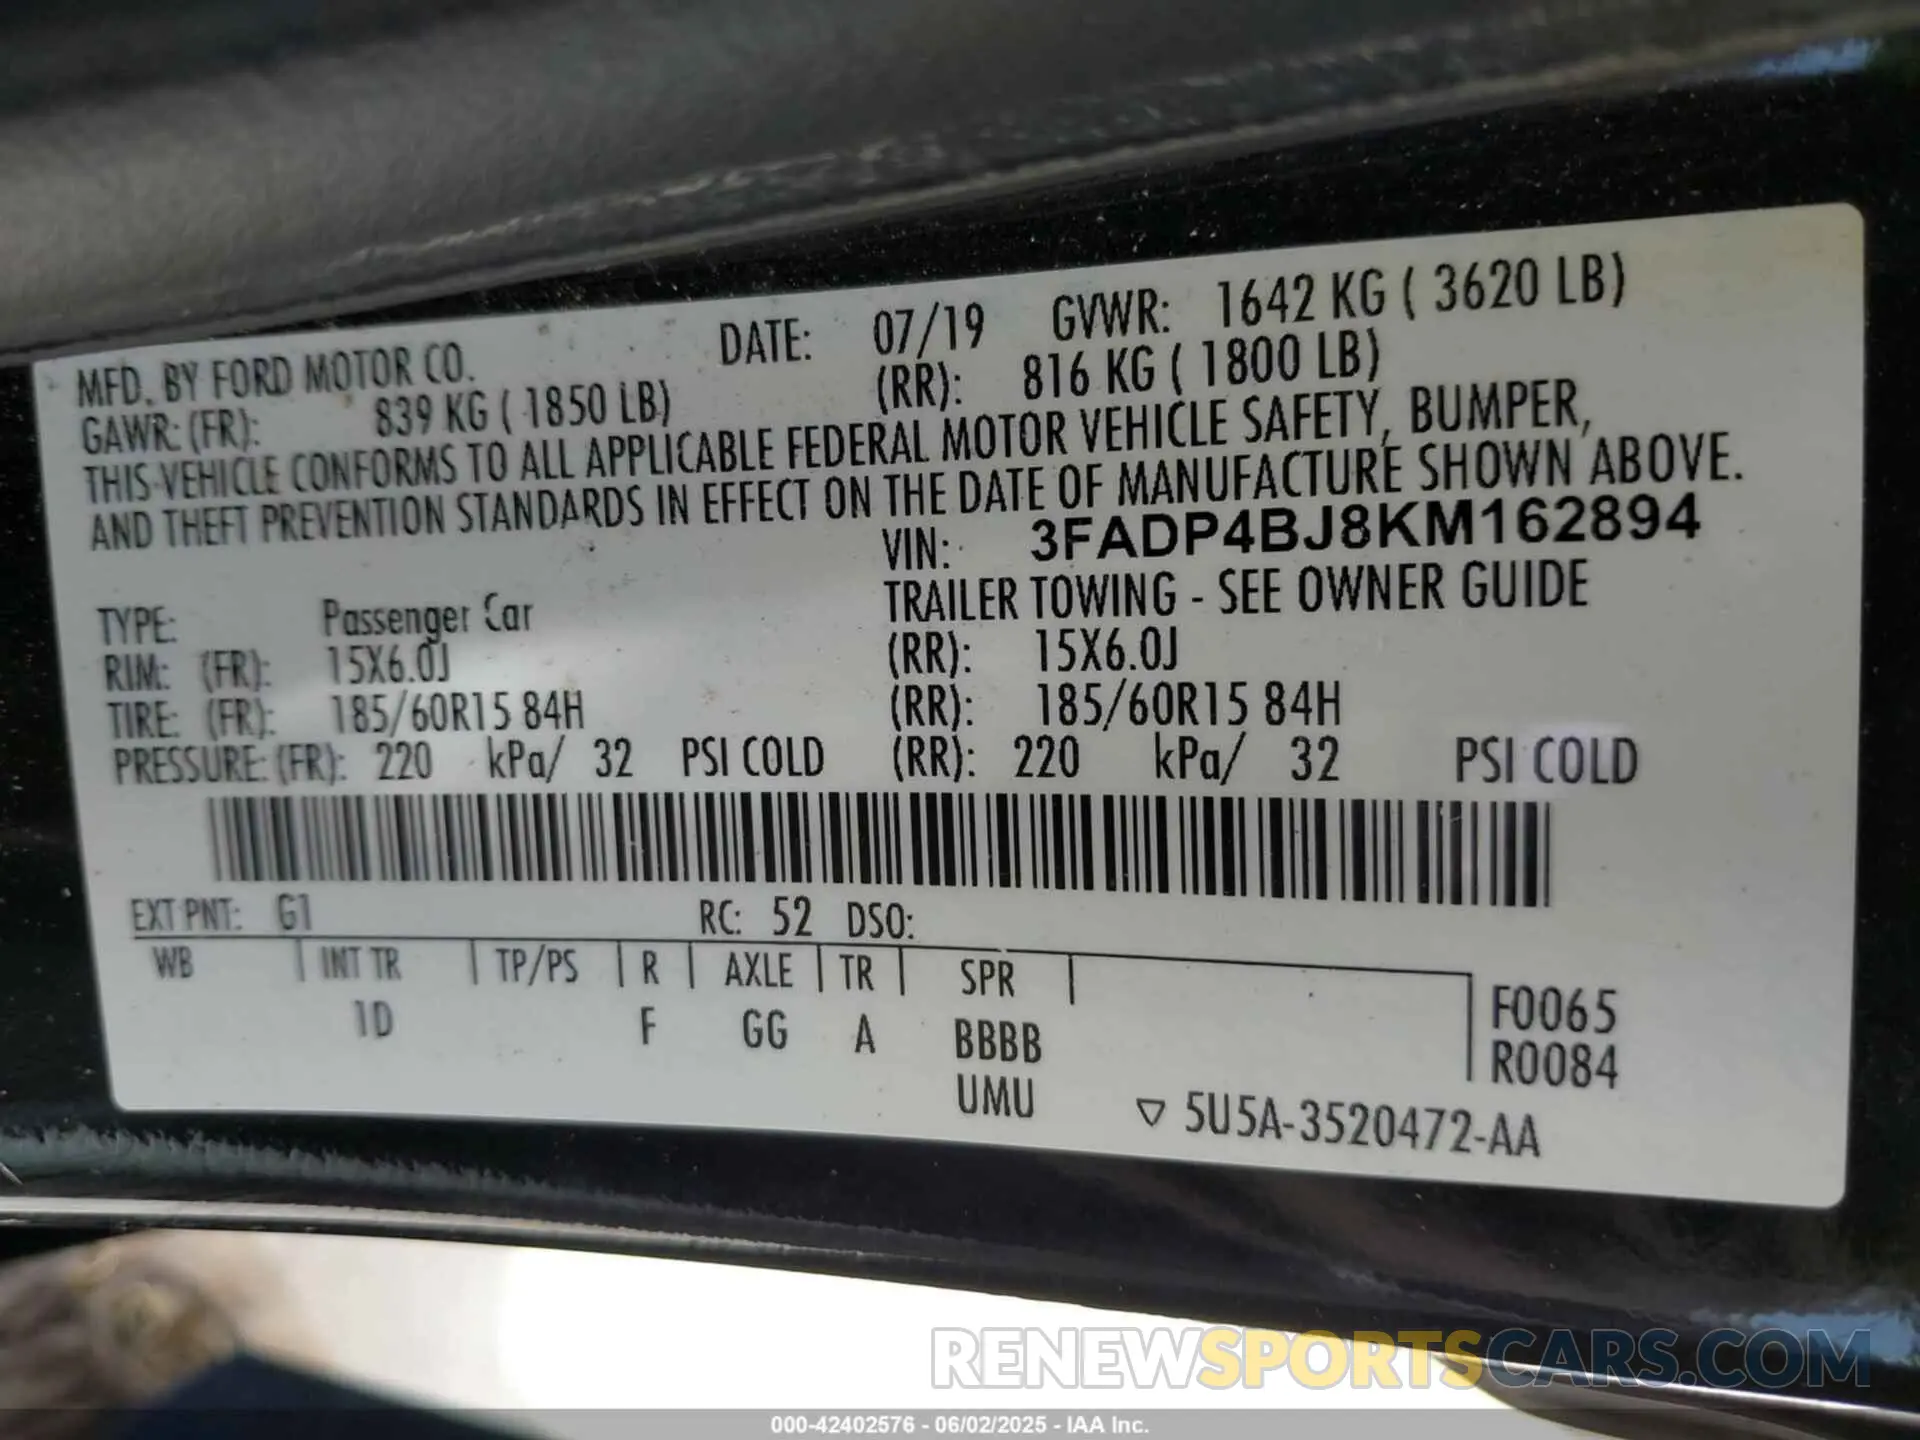 MFD. BY FORD MOTOR CO. DATE: 07/19 GVWR: 1642 KG ( 3620 LB)
GAWR: (FR): 839 KG ( 1850 LB) (RR): 816 KG ( 1800 LB)
THIS VEHICLE CONFORMS TO ALL APPLICABLE FEDERAL MOTOR VEHICLE SAFETY, BUMPER,
AND THEFT PREVENTION STANDARDS IN EFFECT ON THE DATE OF MANUFACTURE SHOWN ABOVE.
VIN: 3FADP4BJ8KM162894
TYPE: Passenger Car TRAILER TOWING - SEE OWNER GUIDE
RIM: (FR): 15X6.0J (RR): 15X6.0J
TIRE: (FR): 185/60R15 84H (RR): 185/60R15 84H
PRESSURE: (FR): 220 kPa/ 32 PSI COLD (RR): 220 kPa/ 32 PSI COLD
EXT PNT: G1 RC: 52 DSO:
WB INT TR TP/PS R AXLE TR SPR F0065
1D F GG A BBBB R0084
UMU 5U5A-3520472-AA
RENEWSPORTSCARS.COM
000-42402576 - 06/02/2025 - IAA Inc.